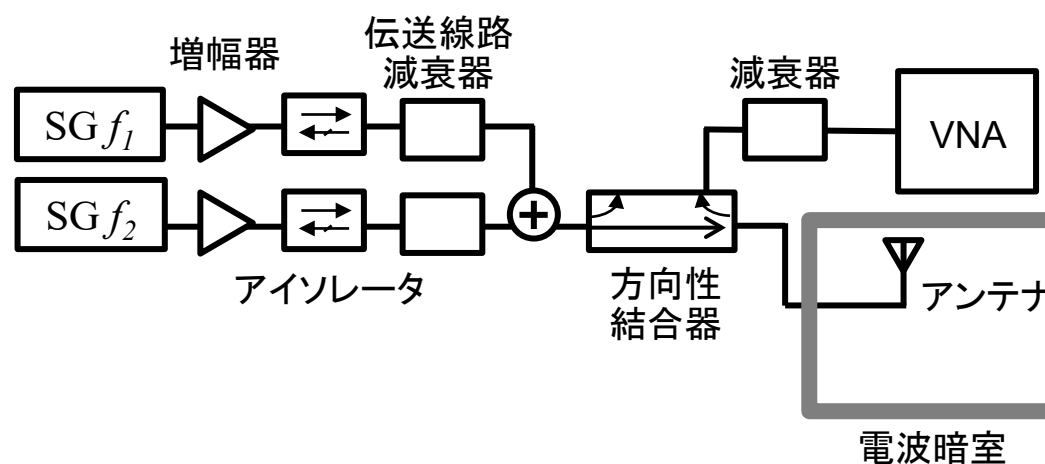 増幅器
伝送線路
減衰器
減衰器
SG f1
VNA
SG f2
アイソレータ
方向性
結合器
アンテナ
電波暗室